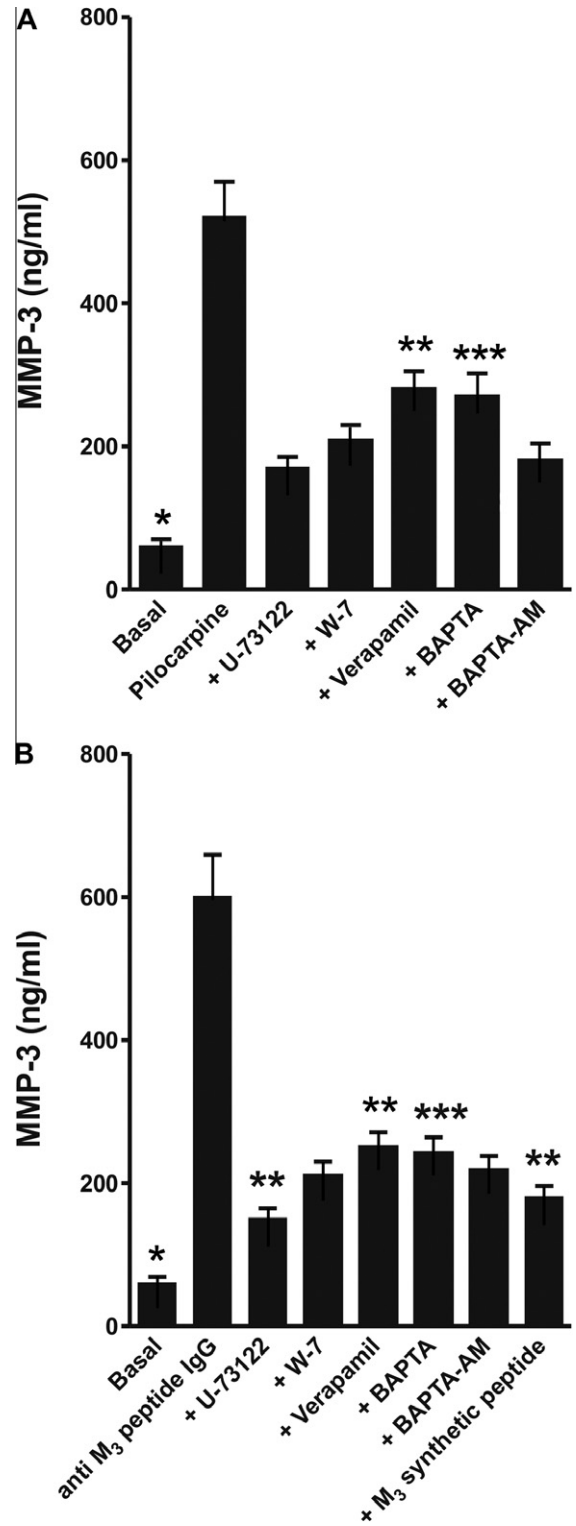 A
800
600
400
200
0
MMP-3 (ng/ml)
*
**
***
Basal
Pilocarpine
+ U-73122
+ W-7
+ Verapamil
+ BAPTA
+ BAPTA-AM
B
800
600
400
200
0
MMP-3 (ng/ml)
*
**
**
***
**
Basal
anti M₃ peptide IgG
+ U-73122
+ W-7
+ Verapamil
+ BAPTA
+ BAPTA-AM
+ M₃ synthetic peptide